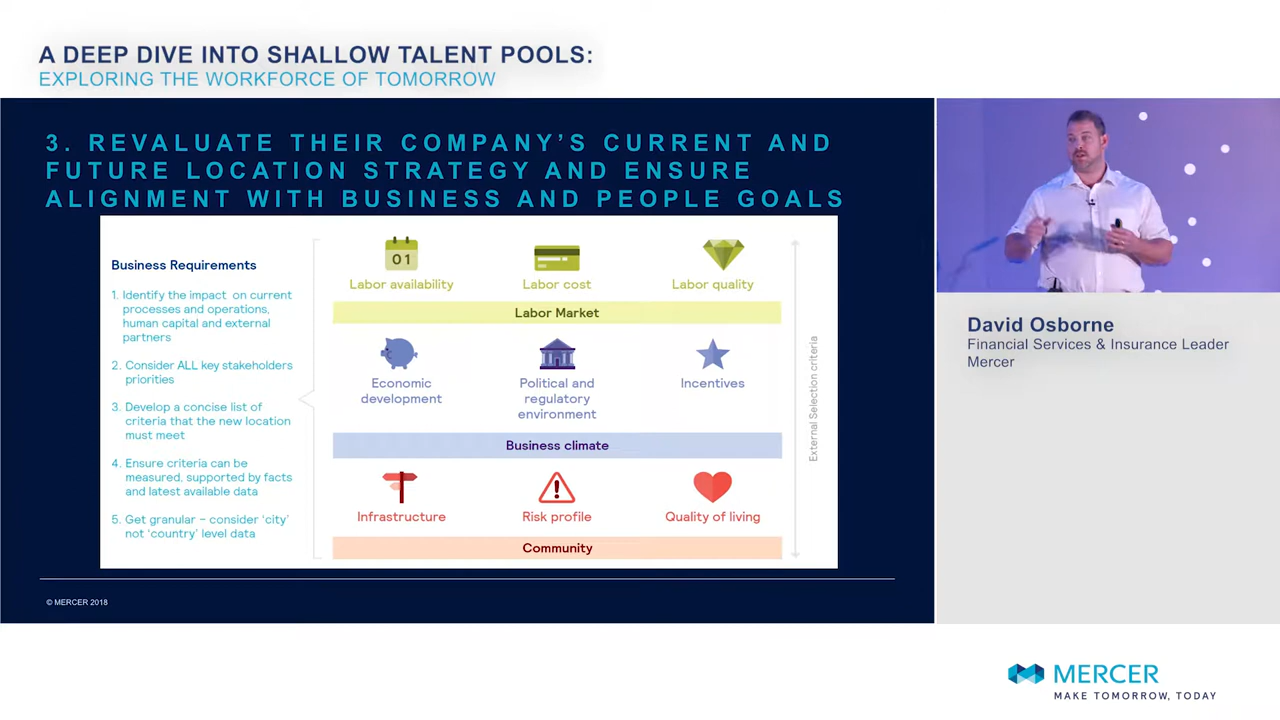 A DEEP DIVE INTO SHALLOW TALENT POOLS:
EXPLORING THE WORKFORCE OF TOMORROW
3. REVALUATE THEIR COMPANY'S CURRENT AND
FUTURE LOCATION STRATEGY AND ENSURE
ALIGNMENT WITH BUSINESS AND PEOPLE GOALS
Business Requirements
1. Identify the impact on current
processes and operations,
human capital and external
partners
2. Consider ALL key stakeholders
priorities
3. Develop a concise list of
criteria that the new location
must meet
4. Ensure criteria can be
measured, supported by facts
and latest available data
5. Get granular – consider 'city'
not 'country' level data
01
Labor availability
Labor cost
Labor quality
Labor Market
Economic
development
Political and
regulatory
environment
Incentives
Business climate
Infrastructure
Risk profile
Quality of living
Community
External Selection criteria
© MERCER 2018
David Osborne
Financial Services & Insurance Leader
Mercer
MERCER
MAKE TOMORROW, TODAY